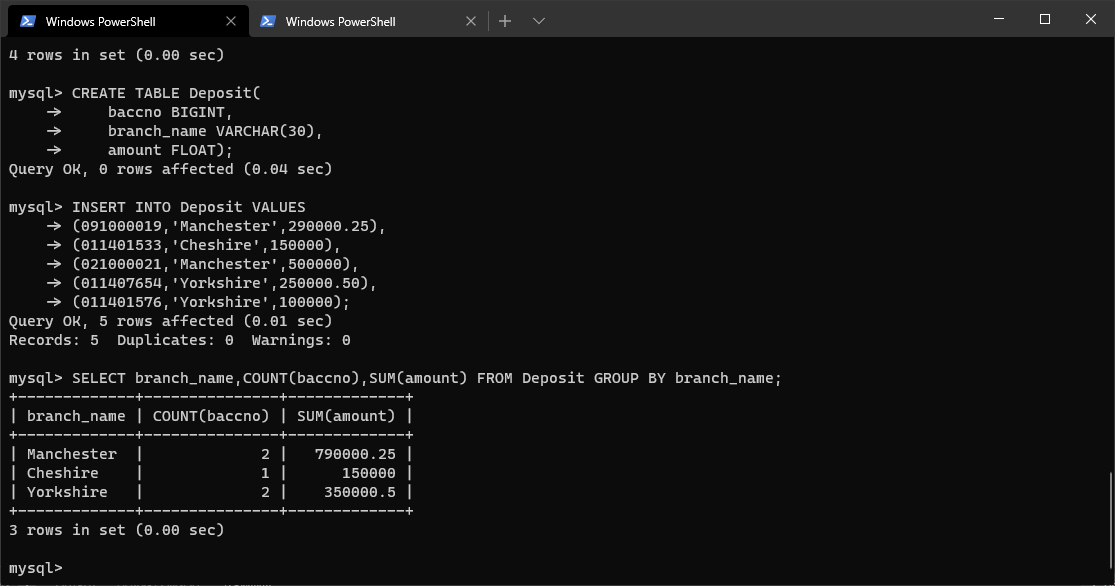 Windows PowerShell
Windows PowerShell
4 rows in set (0.00 sec)
mysql> CREATE TABLE Deposit(
    -> baccno BIGINT,
    -> branch_name VARCHAR(30),
    -> amount FLOAT);
Query OK, 0 rows affected (0.04 sec)
mysql> INSERT INTO Deposit VALUES
    -> (091000019,'Manchester',290000.25),
    -> (011401533,'Cheshire',150000),
    -> (021000021,'Manchester',500000),
    -> (011407654,'Yorkshire',250000.50),
    -> (011401576,'Yorkshire',100000);
Query OK, 5 rows affected (0.01 sec)
Records: 5  Duplicates: 0  Warnings: 0
mysql> SELECT branch_name,COUNT(baccno),SUM(amount) FROM Deposit GROUP BY branch_name;
+-------------+---------------+-------------+
| branch_name | COUNT(baccno) | SUM(amount) |
+-------------+---------------+-------------+
| Manchester  |             2 |   790000.25 |
| Cheshire    |             1 |      150000 |
| Yorkshire   |             2 |    350000.5 |
+-------------+---------------+-------------+
3 rows in set (0.00 sec)
mysql>